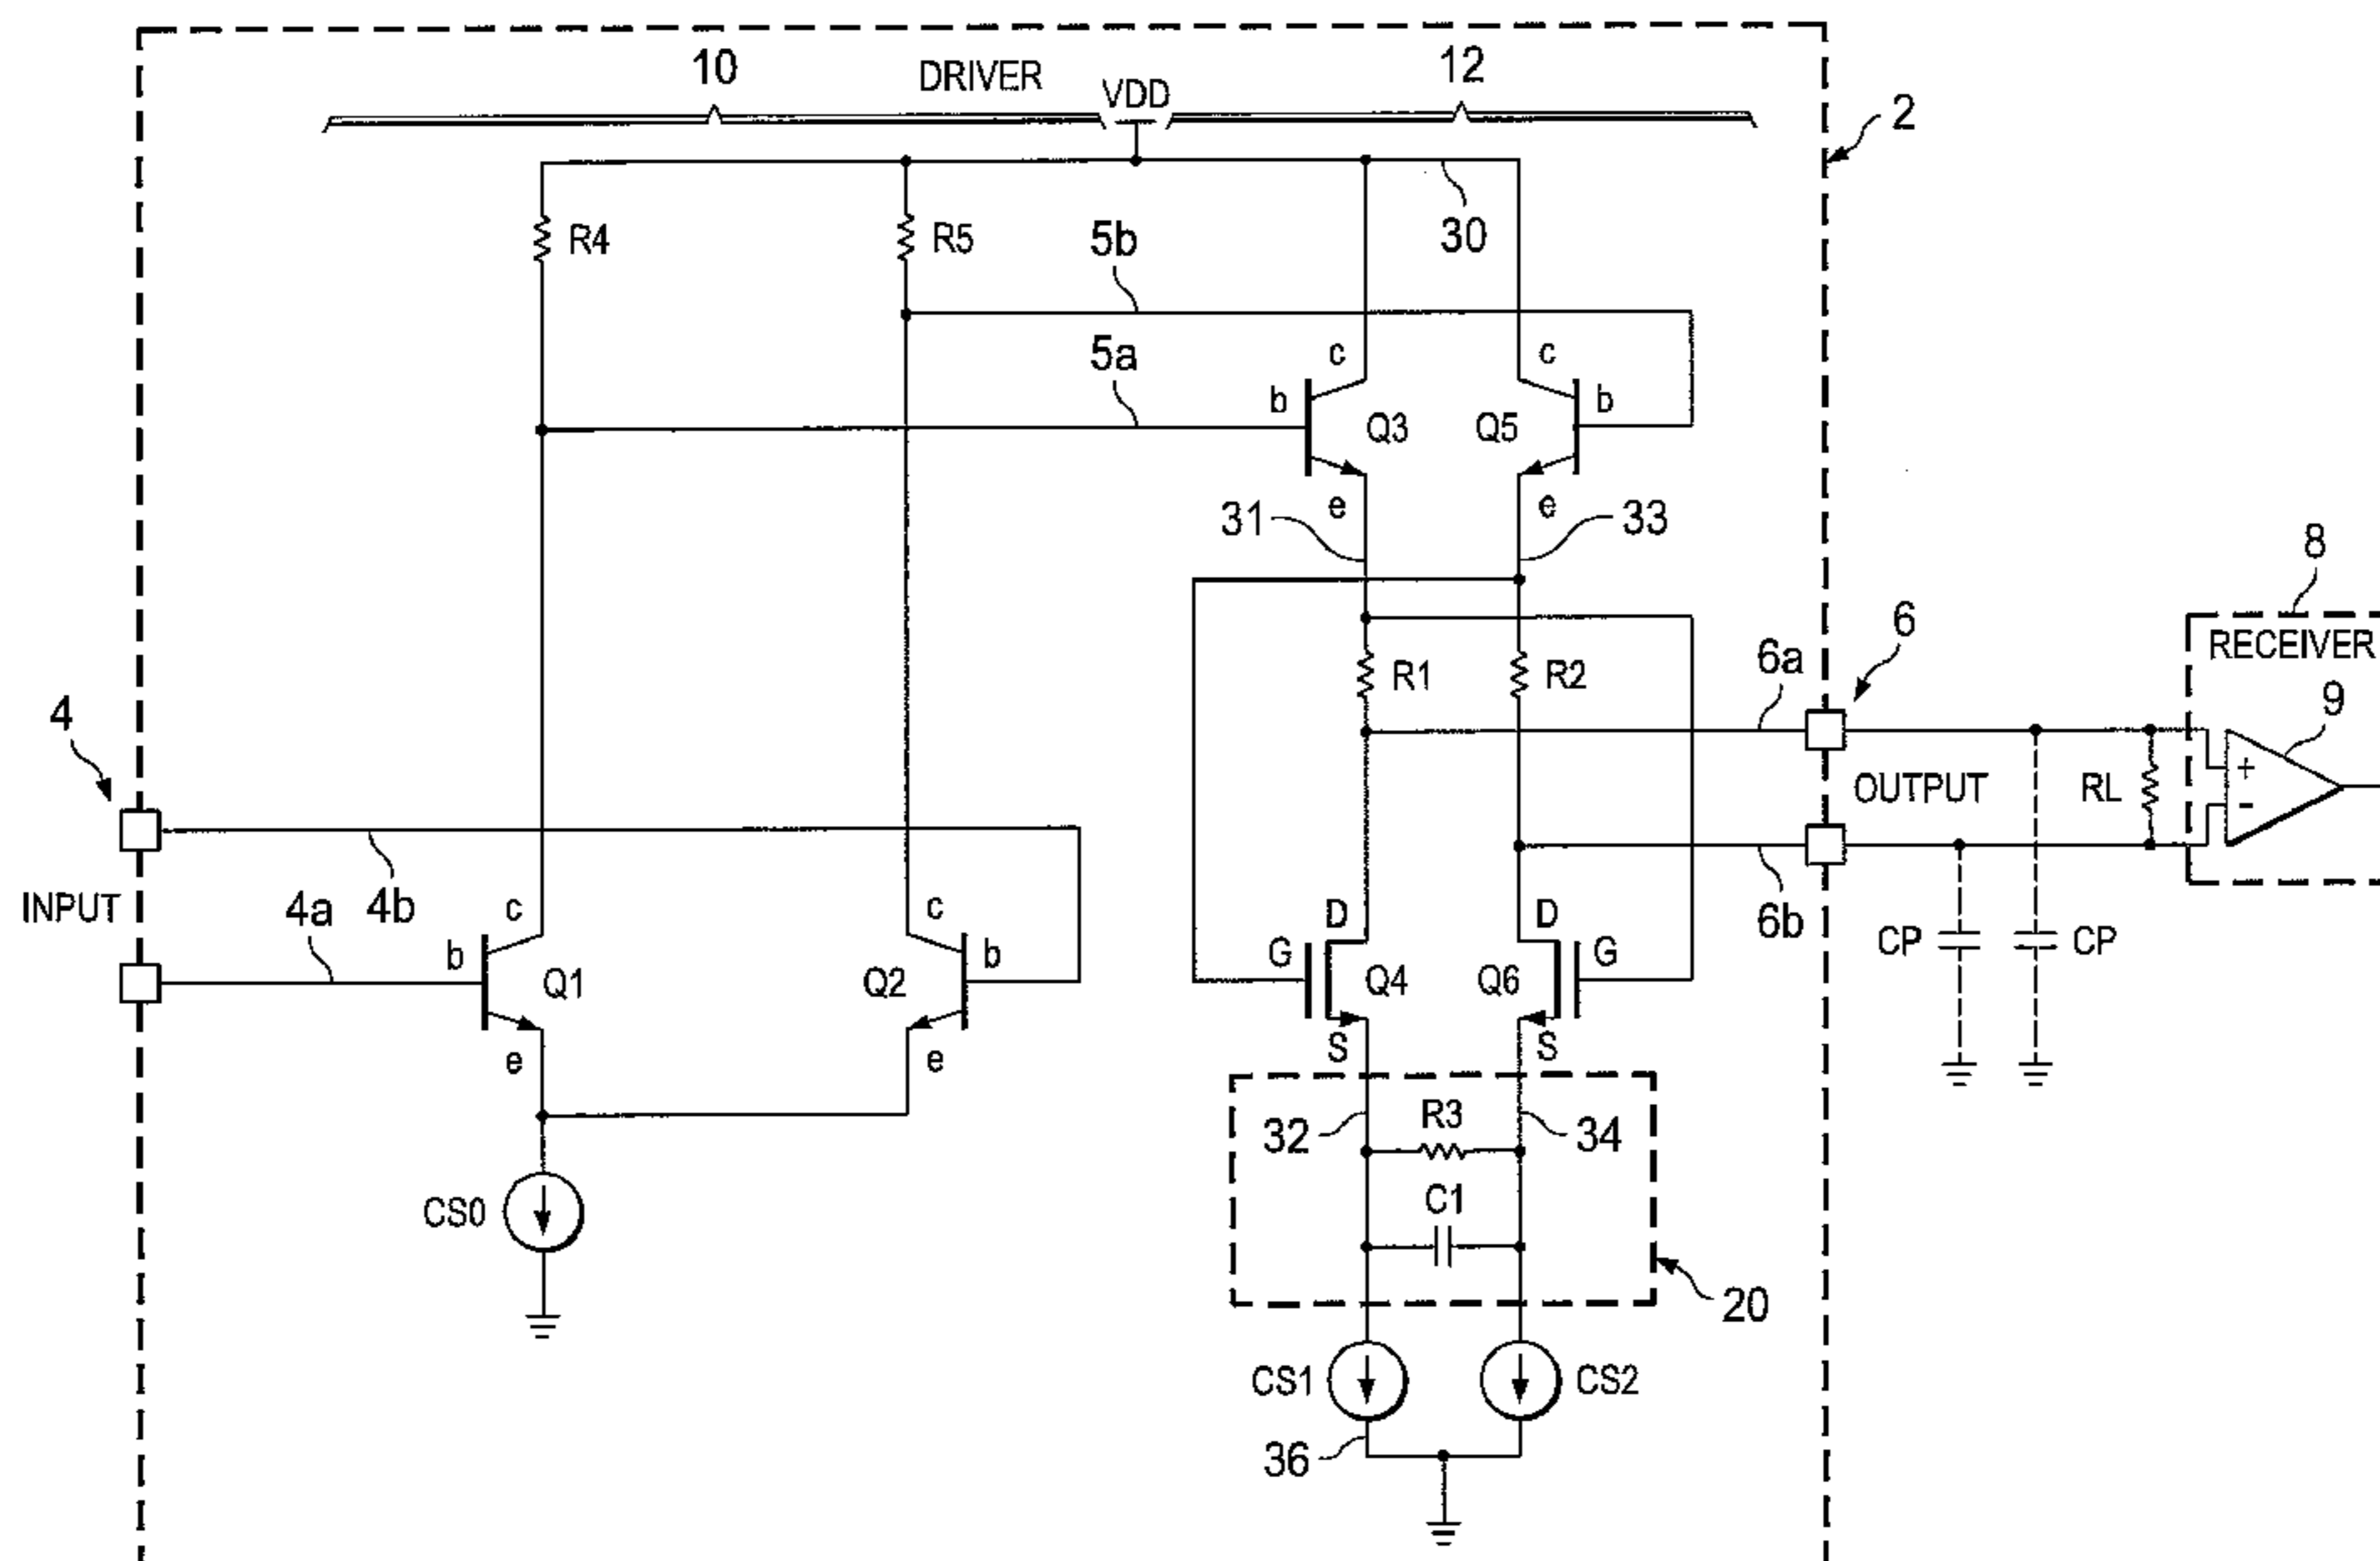 10 DRIVER VDD 12
2
R4 R5 5b 30
5a
c c
b Q3 Q5 b
e e
31 33
8
6
RECEIVER
R1 R2 6a
4 9
+
OUTPUT RL
-
INPUT 4a 4b
c c
b Q1 Q2 b
e e
D D 6b
G Q4 Q6 G
S S
CP CP
32 R3 34
C1
CS0
20
CS1 CS2
36